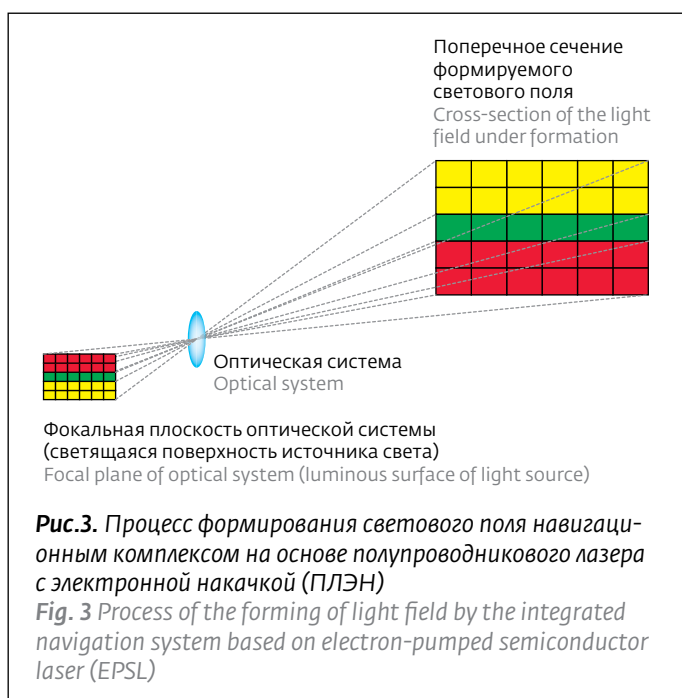 Поперечное сечение
формируемого
светового поля
Cross-section of the light
field under formation
Оптическая система
Optical system
Фокальная плоскость оптической системы
(светящаяся поверхность источника света)
Focal plane of optical system (luminous surface of light source)
Рис.3. Процесс формирования светового поля навигаци-
онным комплексом на основе полупроводникового лазера
с электронной накачкой (ПЛЭН)
Fig. 3 Process of the forming of light field by the integrated
navigation system based on electron-pumped semiconductor
laser (EPSL)